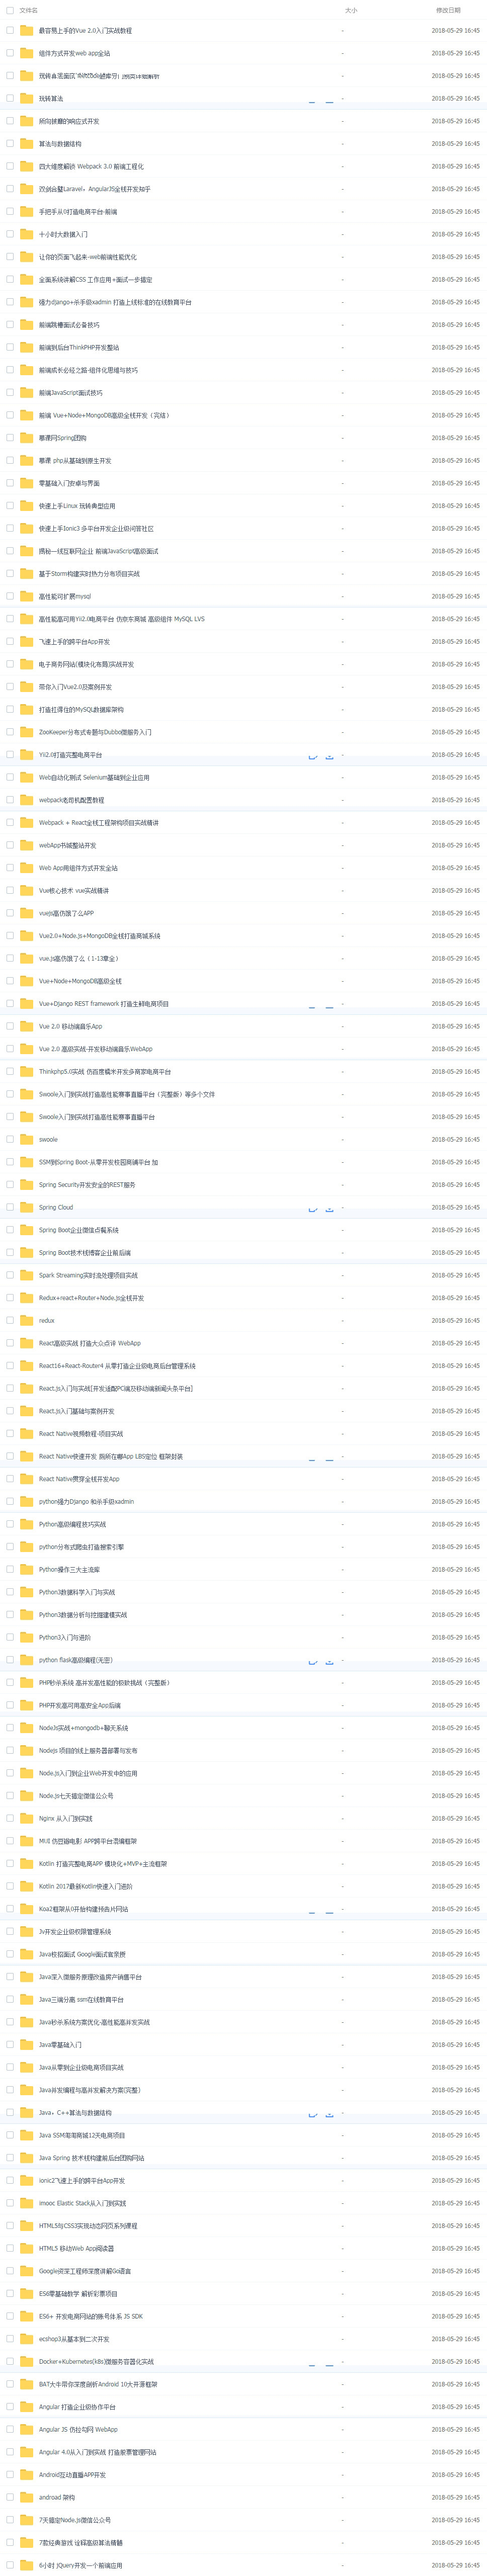 文件名 大小 修改日期
最容易上手的Vue 2.0入门实战教程 - 2018-05-29 16:45
组件方式开发web app全站 - 2018-05-29 16:45
- 2018-05-29 16:45
玩转算法 - 2018-05-29 16:45
所向披靡的响应式开发 - 2018-05-29 16:45
算法与数据结构 - 2018-05-29 16:45
四大维度解锁 Webpack 3.0 前端工程化 - 2018-05-29 16:45
双剑合璧Laravel，AngularJS全栈开发知乎 - 2018-05-29 16:45
手把手从0打造电商平台-前端 - 2018-05-29 16:45
十小时大数据入门 - 2018-05-29 16:45
让你的页面飞起来-web前端性能优化 - 2018-05-29 16:45
全面系统讲解CSS 工作应用+面试一步搞定 - 2018-05-29 16:45
强力django+杀手级xadmin 打造上线标准的在线教育平台 - 2018-05-29 16:45
前端跳槽面试必备技巧 - 2018-05-29 16:45
前端到后台ThinkPHP开发整站 - 2018-05-29 16:45
前端成长必经之路-组件化思维与技巧 - 2018-05-29 16:45
前端JavaScript面试技巧 - 2018-05-29 16:45
前端 Vue+Node+MongoDB高级全栈开发（完结） - 2018-05-29 16:45
慕课网Spring团购 - 2018-05-29 16:45
慕课 php从基础到原生开发 - 2018-05-29 16:45
零基础入门安卓与界面 - 2018-05-29 16:45
快速上手Linux 玩转典型应用 - 2018-05-29 16:45
快速上手Ionic3 多平台开发企业级问答社区 - 2018-05-29 16:45
揭秘一线互联网企业 前端JavaScript高级面试 - 2018-05-29 16:45
基于Storm构建实时热力分布项目实战 - 2018-05-29 16:45
高性能可扩展mysql - 2018-05-29 16:45
高性能高可用Yii2.0电商平台 仿京东商城 高级组件 MySQL LVS - 2018-05-29 16:45
飞速上手的跨平台App开发 - 2018-05-29 16:45
电子商务网站(模块化布局)实战开发 - 2018-05-29 16:45
带你入门Vue2.0及案例开发 - 2018-05-29 16:45
打造扛得住的MySQL数据库架构 - 2018-05-29 16:45
ZooKeeper分布式专题与Dubbo微服务入门 - 2018-05-29 16:45
Yii2.0打造完整电商平台 - 2018-05-29 16:45
Web自动化测试 Selenium基础到企业应用 - 2018-05-29 16:45
webpack老司机配置教程 - 2018-05-29 16:45
Webpack + React全栈工程架构项目实战精讲 - 2018-05-29 16:45
webApp书城整站开发 - 2018-05-29 16:45
Web App用组件方式开发全站 - 2018-05-29 16:45
Vue核心技术 vue实战精讲 - 2018-05-29 16:45
vuejs高仿饿了么APP - 2018-05-29 16:45
Vue2.0+Node.js+MongoDB全栈打造商城系统 - 2018-05-29 16:45
vue.js高仿饿了么（1-13章全） - 2018-05-29 16:45
Vue+Node+MongoDB高级全栈 - 2018-05-29 16:45
Vue+Django REST framework 打造生鲜电商项目 - 2018-05-29 16:45
Vue 2.0 移动端音乐App - 2018-05-29 16:45
Vue 2.0 高级实战-开发移动端音乐WebApp - 2018-05-29 16:45
Thinkphp5.0实战 仿百度糯米开发多商家电商平台 - 2018-05-29 16:45
Swoole入门到实战打造高性能赛事直播平台（完整版）等多个文件 - 2018-05-29 16:45
Swoole入门到实战打造高性能赛事直播平台 - 2018-05-29 16:45
swoole - 2018-05-29 16:45
SSM到Spring Boot-从零开发校园商铺平台 加 - 2018-05-29 16:45
Spring Security开发安全的REST服务 - 2018-05-29 16:45
Spring Cloud - 2018-05-29 16:45
Spring Boot企业微信点餐系统 - 2018-05-29 16:45
Spring Boot技术栈博客企业前后端 - 2018-05-29 16:45
Spark Streaming实时流处理项目实战 - 2018-05-29 16:45
Redux+react+Router+Node.js全栈开发 - 2018-05-29 16:45
redux - 2018-05-29 16:45
React高级实战 打造大众点评 WebApp - 2018-05-29 16:45
React16+React-Router4 从零打造企业级电商后台管理系统 - 2018-05-29 16:45
React.js入门与实战[开发适配PC端及移动端新闻头条平台] - 2018-05-29 16:45
React.js入门基础与案例开发 - 2018-05-29 16:45
React Native视频教程-项目实战 - 2018-05-29 16:45
React Native快速开发 厕所在哪App LBS定位 框架封装 - 2018-05-29 16:45
React Native贯穿全栈开发App - 2018-05-29 16:45
python强力Django 和杀手级xadmin - 2018-05-29 16:45
Python高级编程技巧实战 - 2018-05-29 16:45
python分布式爬虫打造搜索引擎 - 2018-05-29 16:45
Python操作三大主流库 - 2018-05-29 16:45
Python3数据科学入门与实战 - 2018-05-29 16:45
Python3数据分析与挖掘建模实战 - 2018-05-29 16:45
Python3入门与进阶 - 2018-05-29 16:45
python flask高级编程(无密) - 2018-05-29 16:45
PHP秒杀系统 高并发高性能的极致挑战（完整版） - 2018-05-29 16:45
PHP开发高可用高安全App后端 - 2018-05-29 16:45
NodeJs实战+mongodb+聊天系统 - 2018-05-29 16:45
Nodejs 项目的线上服务器部署与发布 - 2018-05-29 16:45
Node.js入门到企业Web开发中的应用 - 2018-05-29 16:45
Node.js七天搞定微信公众号 - 2018-05-29 16:45
Nginx 从入门到实践 - 2018-05-29 16:45
MUI 仿豆瓣电影 APP跨平台混编框架 - 2018-05-29 16:45
Kotlin 打造完整电商APP 模块化+MVP+主流框架 - 2018-05-29 16:45
Kotlin 2017最新Kotlin快速入门进阶 - 2018-05-29 16:45
Koa2框架从0开始构建预告片网站 - 2018-05-29 16:45
Jv开发企业级权限管理系统 - 2018-05-29 16:45
Java校招面试 Google面试官亲授 - 2018-05-29 16:45
Java深入微服务原理改造房产销售平台 - 2018-05-29 16:45
Java三端分离 ssm在线教育平台 - 2018-05-29 16:45
Java秒杀系统方案优化-高性能高并发实战 - 2018-05-29 16:45
Java零基础入门 - 2018-05-29 16:45
Java从零到企业级电商项目实战 - 2018-05-29 16:45
Java并发编程与高并发解决方案(完整) - 2018-05-29 16:45
Java，C++算法与数据结构 - 2018-05-29 16:45
Java SSM淘淘商城12天电商项目 - 2018-05-29 16:45
Java Spring 技术栈构建前后台团购网站 - 2018-05-29 16:45
ionic2飞速上手的跨平台App开发 - 2018-05-29 16:45
imooc Elastic Stack从入门到实践 - 2018-05-29 16:45
HTML5与CSS3实现动态网页系列课程 - 2018-05-29 16:45
HTML5 移动Web App阅读器 - 2018-05-29 16:45
Google资深工程师深度讲解Go语言 - 2018-05-29 16:45
ES6零基础教学 解析彩票项目 - 2018-05-29 16:45
ES6+ 开发电商网站的账号体系 JS SDK - 2018-05-29 16:45
ecshop3从基本到二次开发 - 2018-05-29 16:45
Docker+Kubernetes(k8s)微服务容器化实战 - 2018-05-29 16:45
BAT大牛带你深度剖析Android 10大开源框架 - 2018-05-29 16:45
Angular 打造企业级协作平台 - 2018-05-29 16:45
Angular JS 仿拉勾网 WebApp - 2018-05-29 16:45
Angular 4.0从入门到实战 打造股票管理网站 - 2018-05-29 16:45
Android互动直播APP开发 - 2018-05-29 16:45
androad 架构 - 2018-05-29 16:45
7天搞定Node.js微信公众号 - 2018-05-29 16:45
7款经典游戏 诠释高级算法精髓 - 2018-05-29 16:45
6小时 jQuery开发一个前端应用 - 2018-05-29 16:45